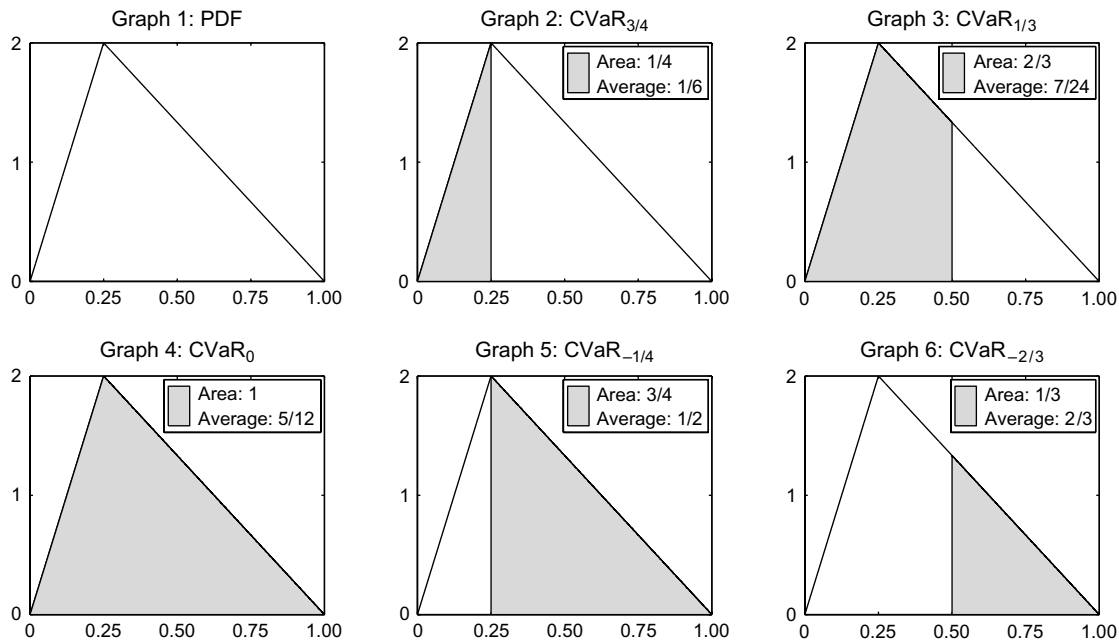 Graph 1: PDF
2
1
0
0 0.25 0.50 0.75 1.00
Graph 2: CVaR3/4
Area: 1/4
Average: 1/6
2
1
0
0 0.25 0.50 0.75 1.00
Graph 3: CVaR1/3
Area: 2/3
Average: 7/24
2
1
0
0 0.25 0.50 0.75 1.00
Graph 4: CVaR0
Area: 1
Average: 5/12
2
1
0
0 0.25 0.50 0.75 1.00
Graph 5: CVaR−1/4
Area: 3/4
Average: 1/2
2
1
0
0 0.25 0.50 0.75 1.00
Graph 6: CVaR−2/3
Area: 1/3
Average: 2/3
2
1
0
0 0.25 0.50 0.75 1.00